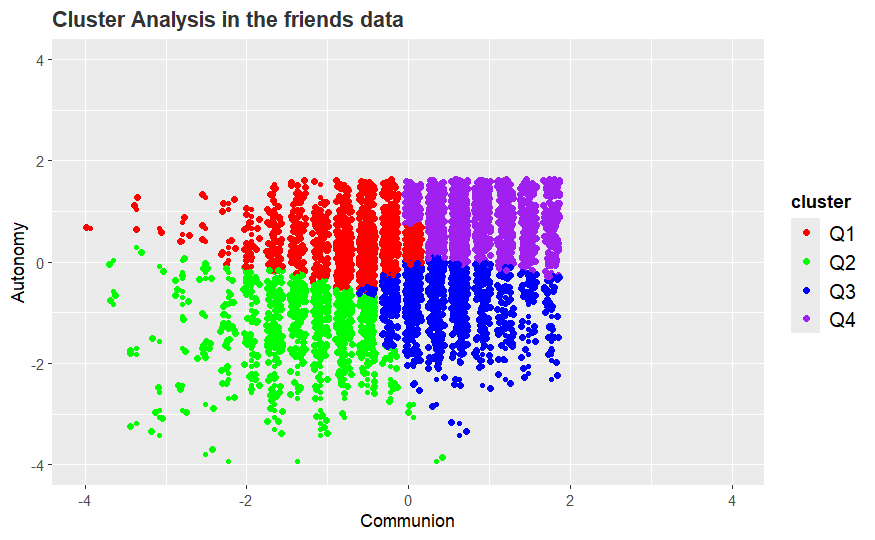 Cluster Analysis in the friends data
4
2
0
-2
-4
Autonomy
-4 -2 0 2 4
Communion
cluster
Q1
Q2
Q3
Q4